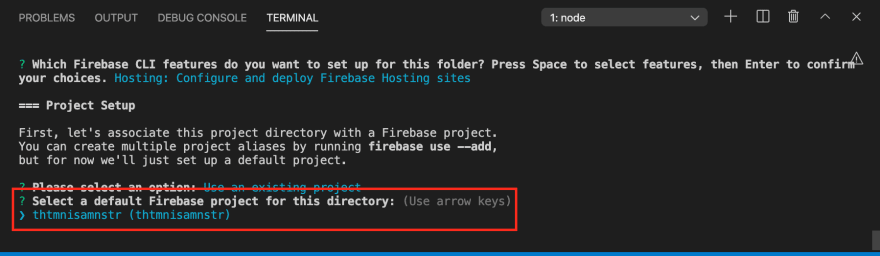 PROBLEMS OUTPUT DEBUG CONSOLE TERMINAL 1: node
? Which Firebase CLI features do you want to set up for this folder? Press Space to select features, then Enter to confirm
your choices. Hosting: Configure and deploy Firebase Hosting sites
=== Project Setup
First, let's associate this project directory with a Firebase project.
You can create multiple project aliases by running firebase use --add,
but for now we'll just set up a default project.
? Please select an option: Use an existing project
? Select a default Firebase project for this directory: (Use arrow keys)
❯ thtmnisamnstr (thtmnisamnstr)